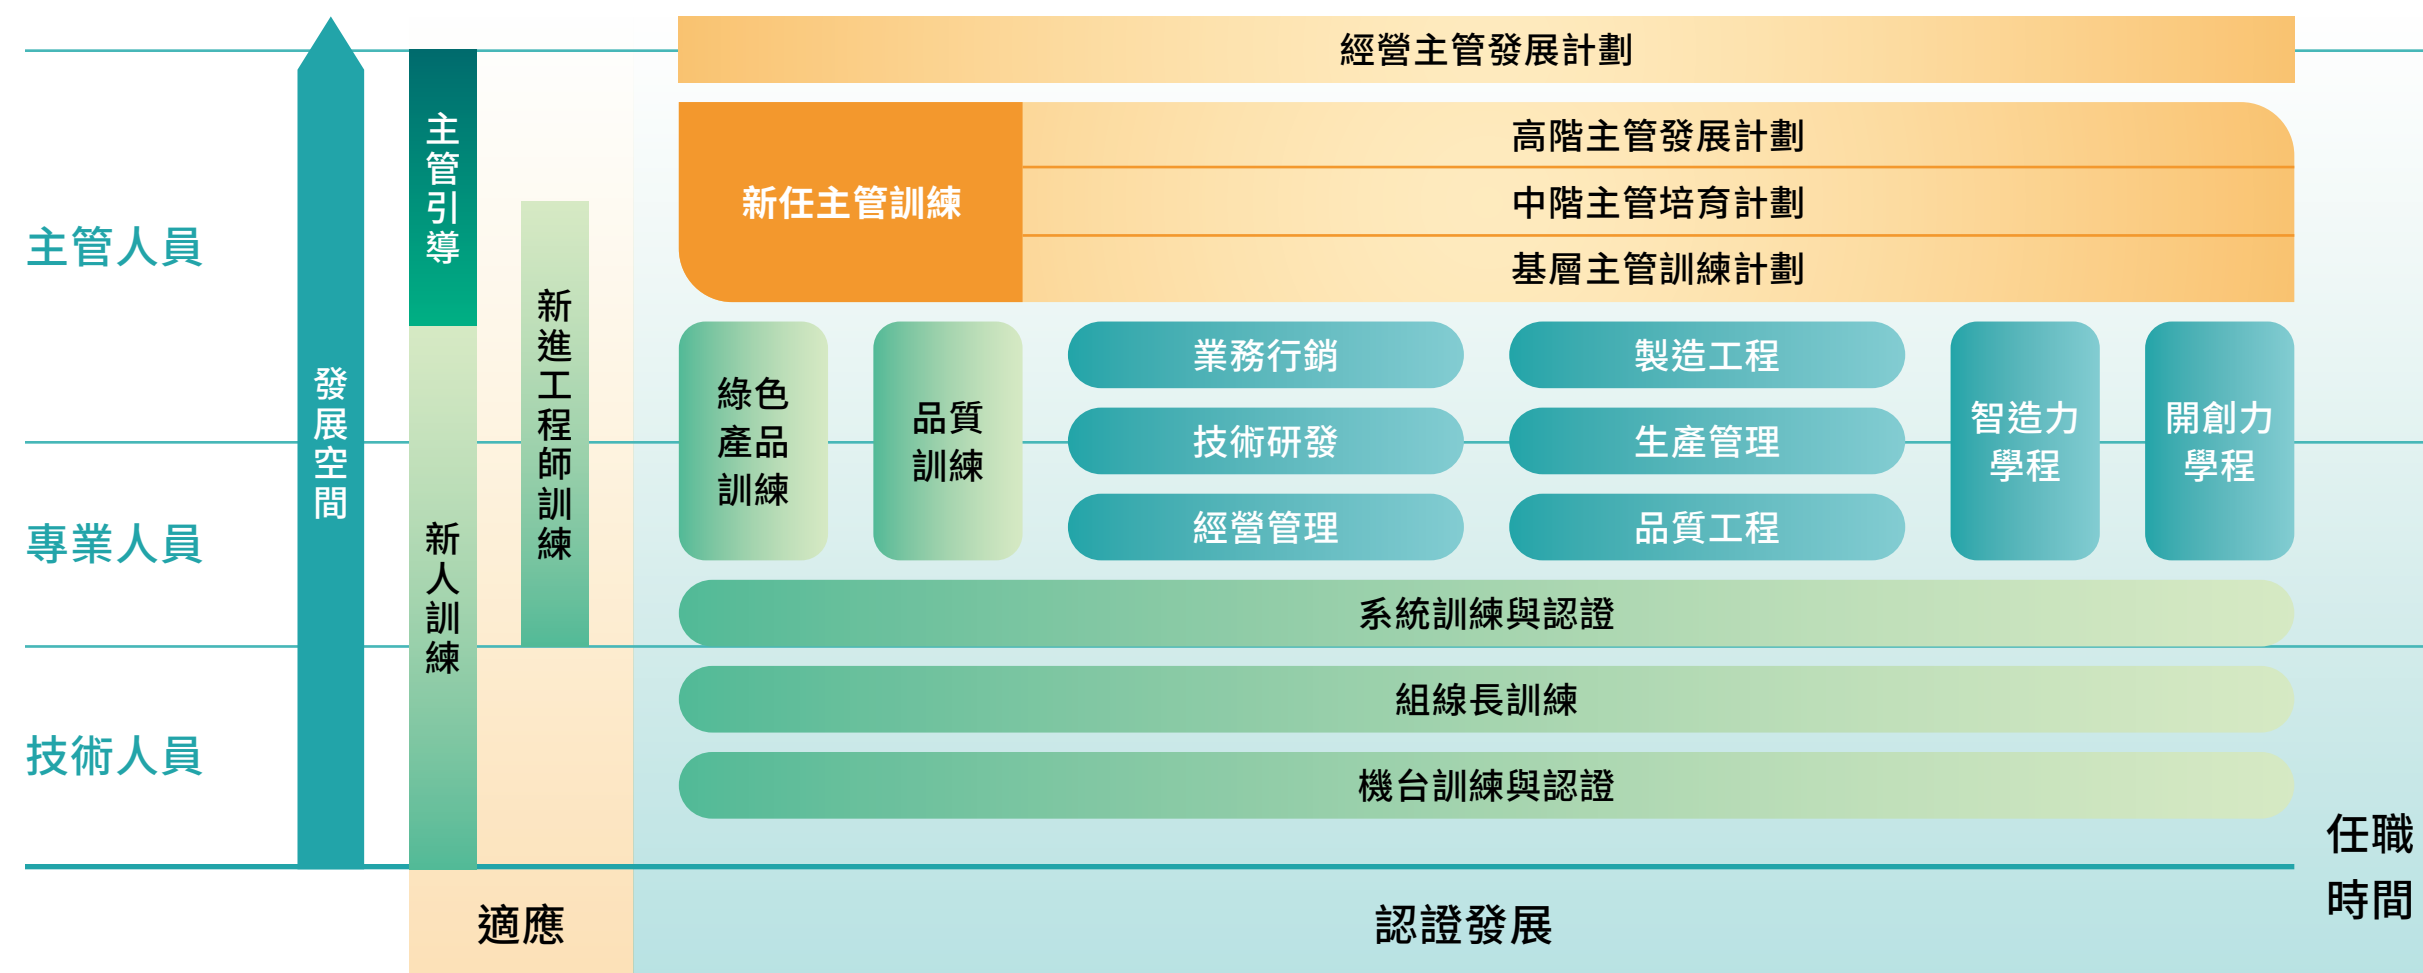 經營主管發展計劃
主管人員
專業人員
技術人員
發展空間
主管引導
新人訓練
新進工程師訓練
新任主管訓練
高階主管發展計劃
中階主管培育計劃
基層主管訓練計劃
綠色
產品
訓練
品質
訓練
業務行銷
技術研發
經營管理
製造工程
生產管理
品質工程
智造力
學程
開創力
學程
系統訓練與認證
組線長訓練
機台訓練與認證
適應
認證發展
任職
時間